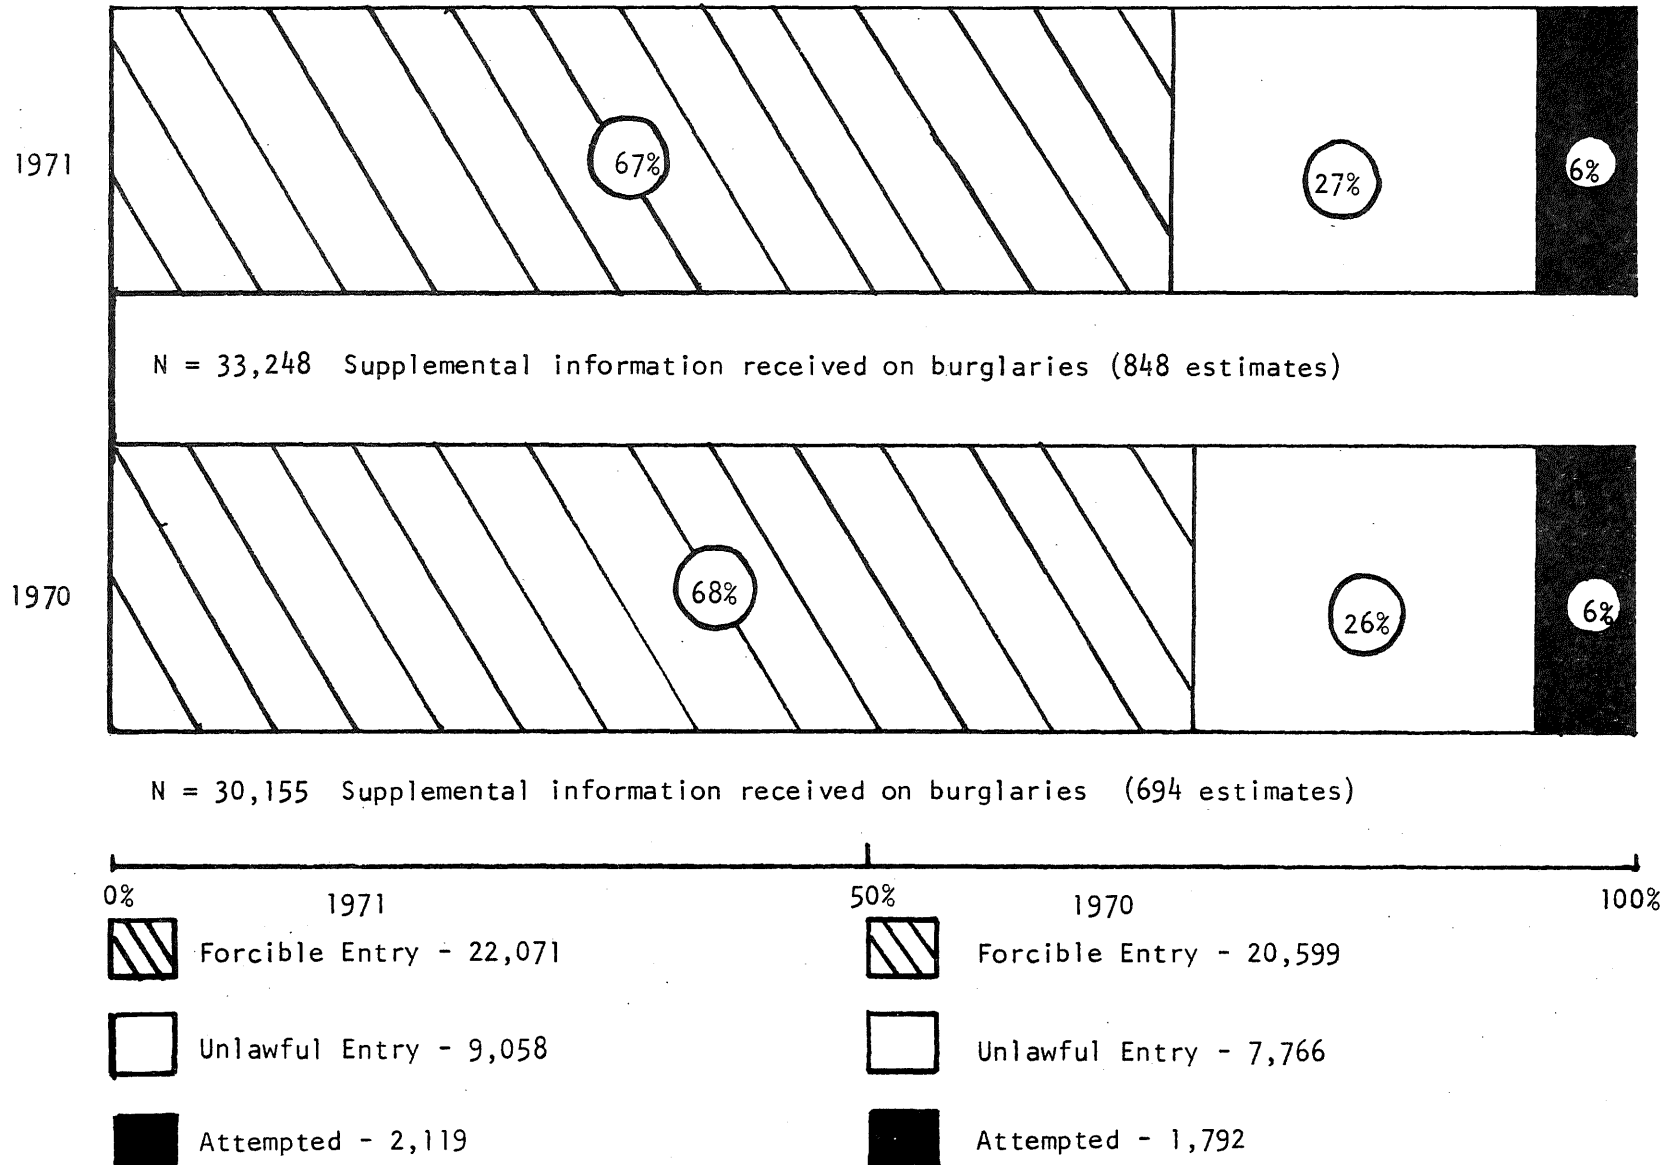 1971 67% 27% 6%
N = 33,248 Supplemental information received on burglaries (848 estimates)
1970 68% 26% 6%
N = 30,155 Supplemental information received on burglaries (694 estimates)
0% 50% 100%
1971 1970
Forcible Entry - 22,071
Unlawful Entry - 9,058
Attempted - 2,119
Forcible Entry - 20,599
Unlawful Entry - 7,766
Attempted - 1,792